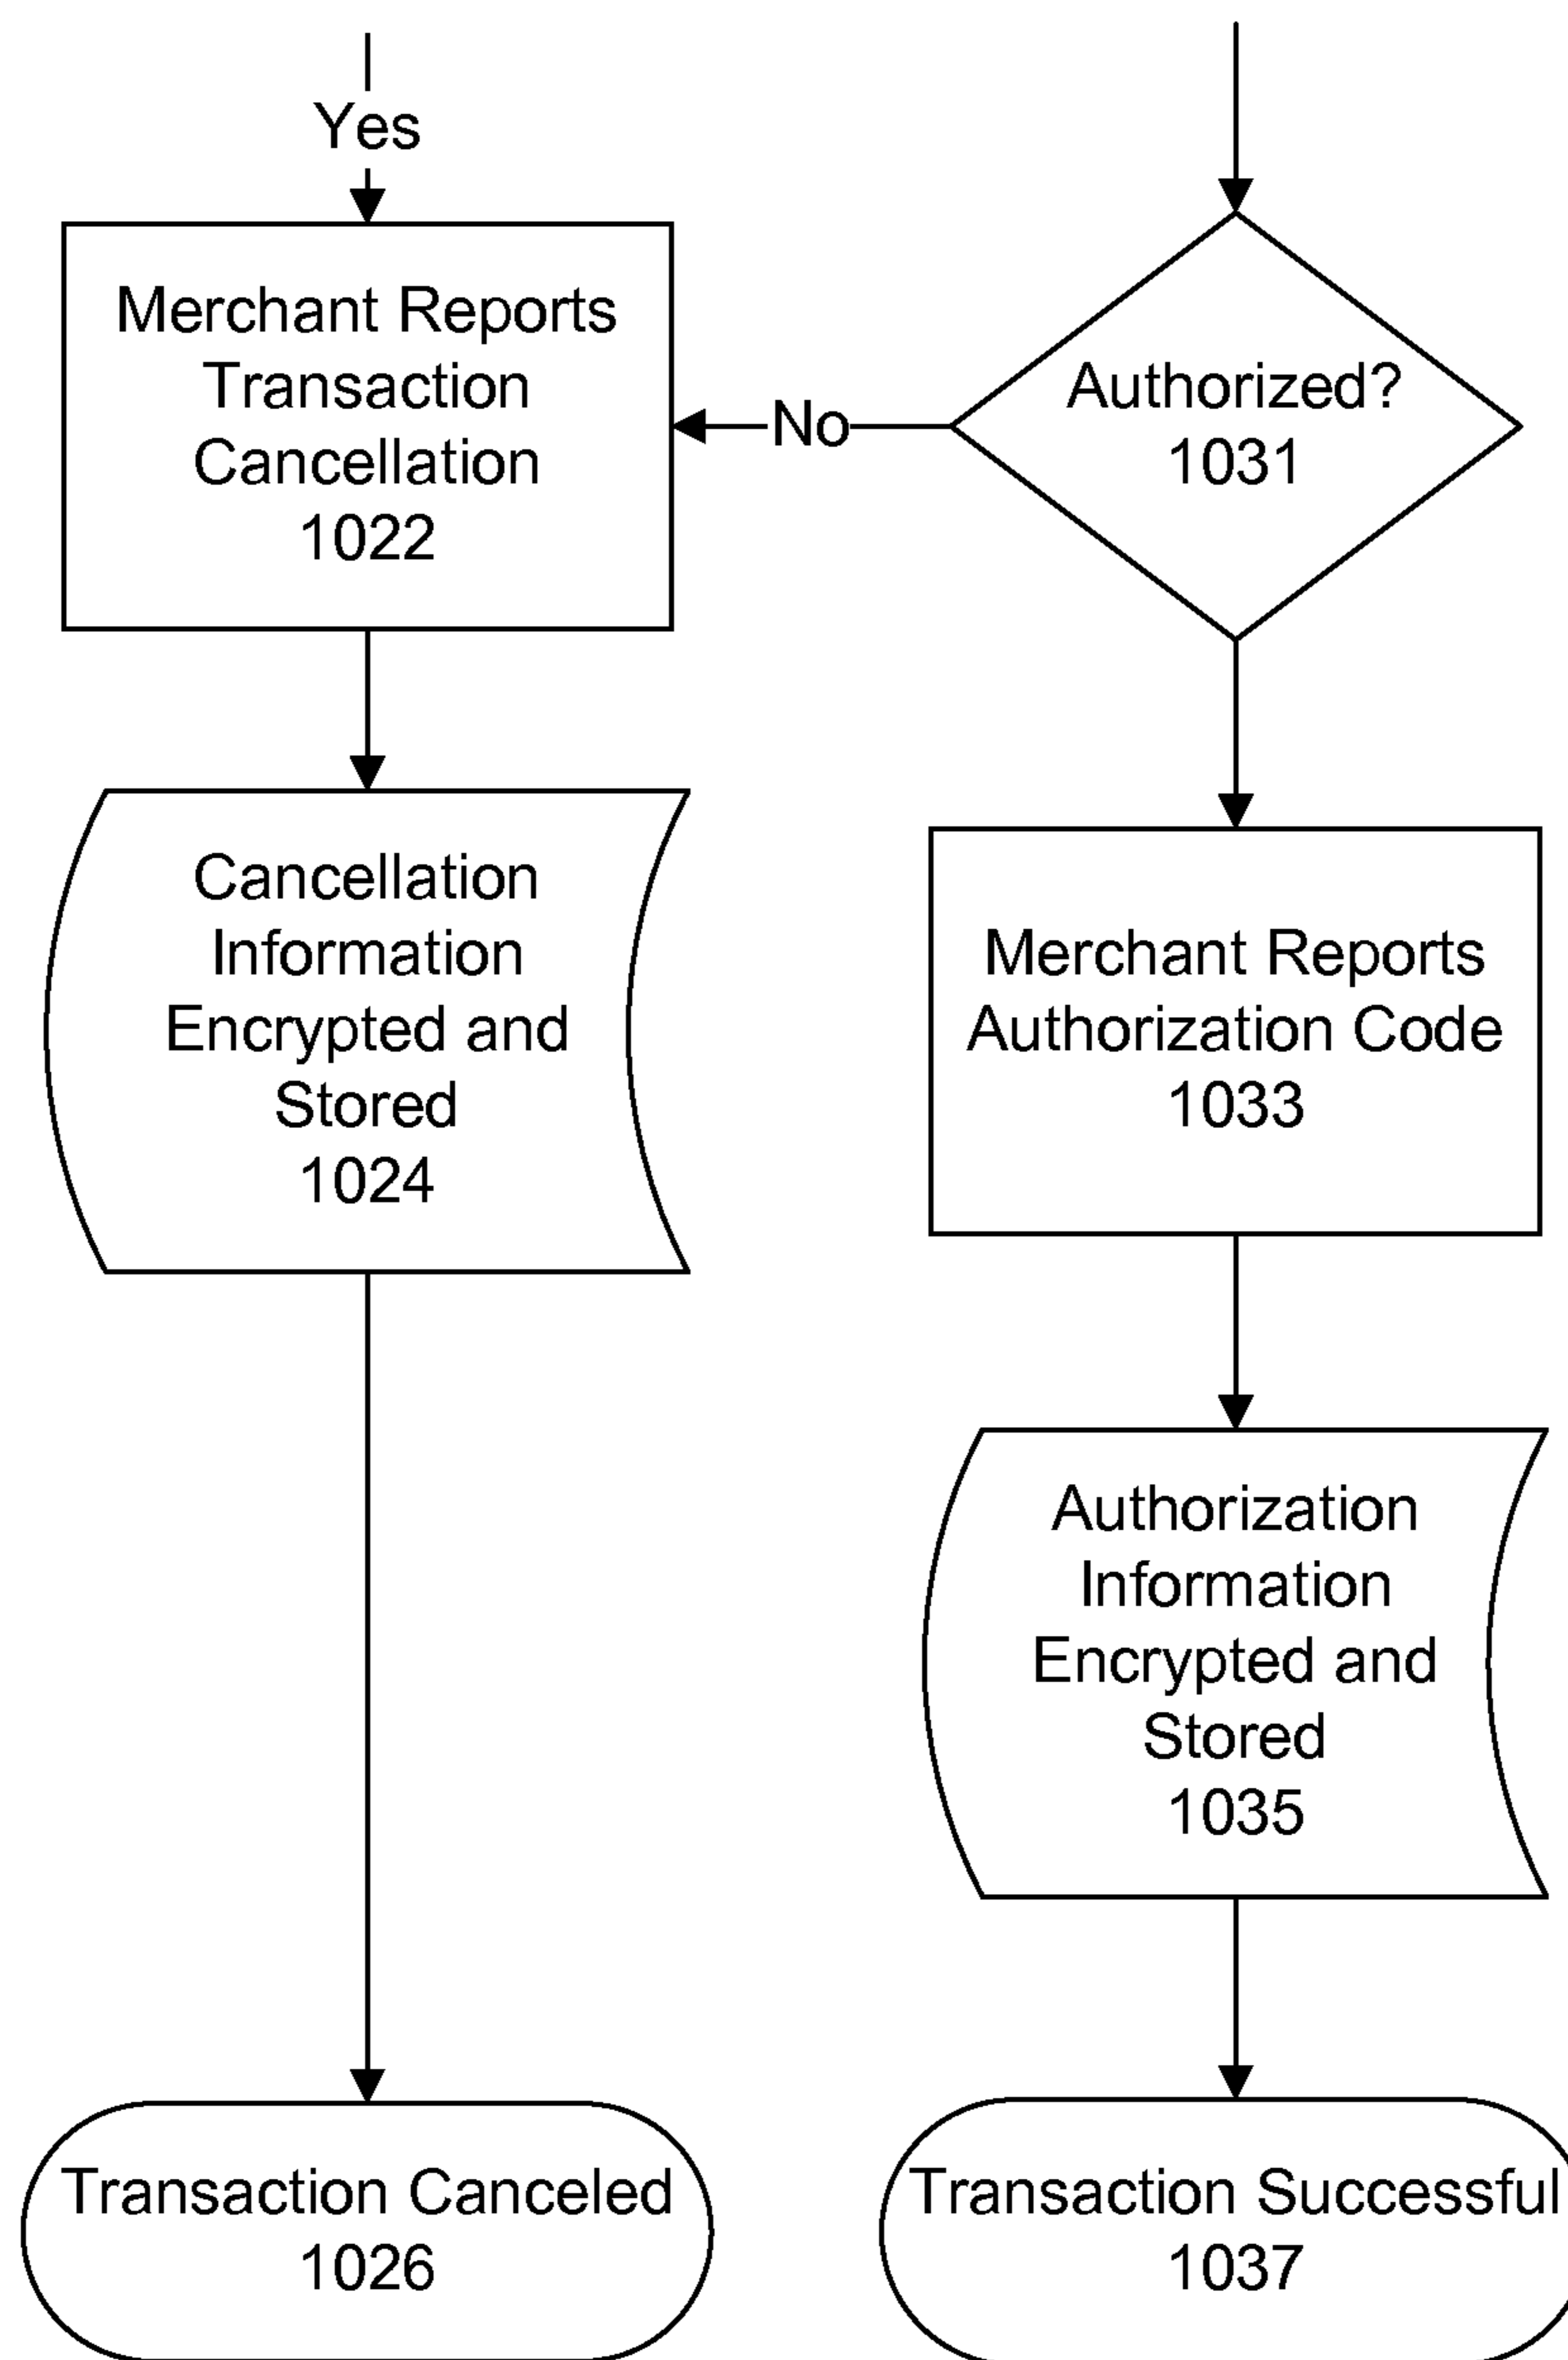 Yes
Merchant Reports
Transaction
Cancellation
1022
No
Authorized?
1031
Cancellation
Information
Encrypted and
Stored
1024
Merchant Reports
Authorization Code
1033
Authorization
Information
Encrypted and
Stored
1035
Transaction Canceled
1026
Transaction Successful
1037